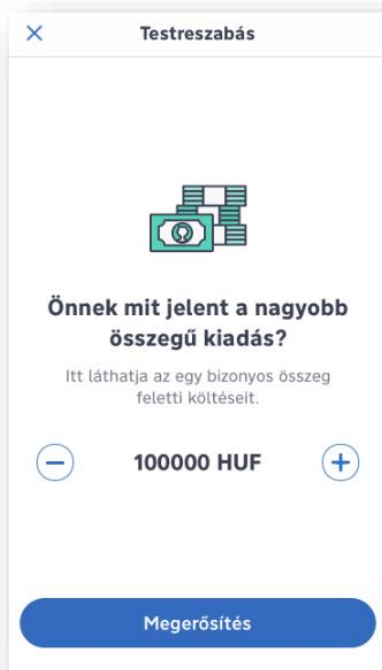 Testreszabás
Önnek mit jelent a nagyobb
összegű kiadás?
Itt láthatja az egy bizonyos összeg
feletti költéseit.
100000 HUF
Megerősítés